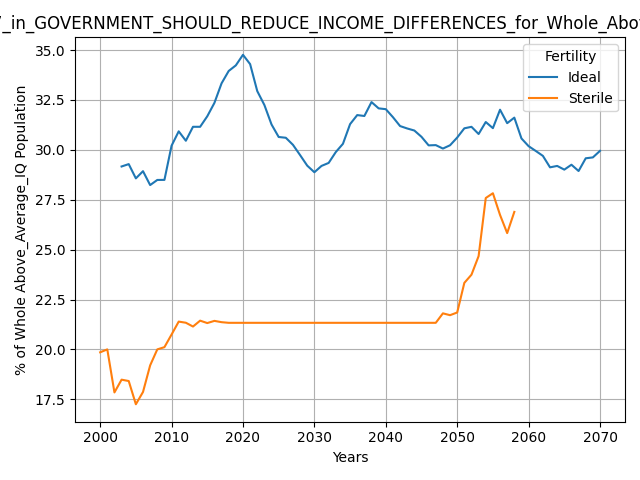 _in_GOVERNMENT_SHOULD_REDUCE_INCOME_DIFFERENCES_for_Whole_Abov
% of Whole Above_Average_IQ Population
35.0
32.5
30.0
27.5
25.0
22.5
20.0
17.5
Fertility
Ideal
Sterile
2000 2010 2020 2030 2040 2050 2060 2070
Years